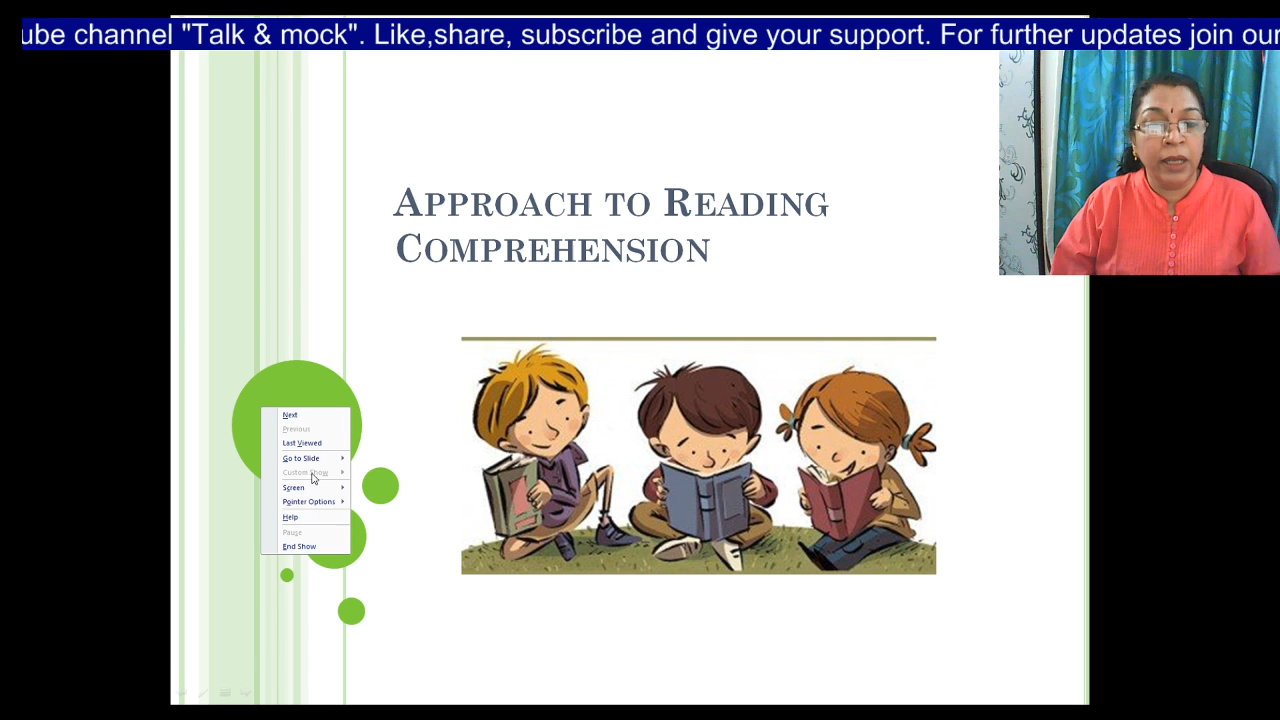 ube channel "Talk & mock". Like,share, subscribe and give your support. For further updates join our
APPROACH TO READING
COMPREHENSION
Next
Previous
Last Viewed
Go to Slide
Custom Show
Screen
Pointer Options
Help
Pause
End Show